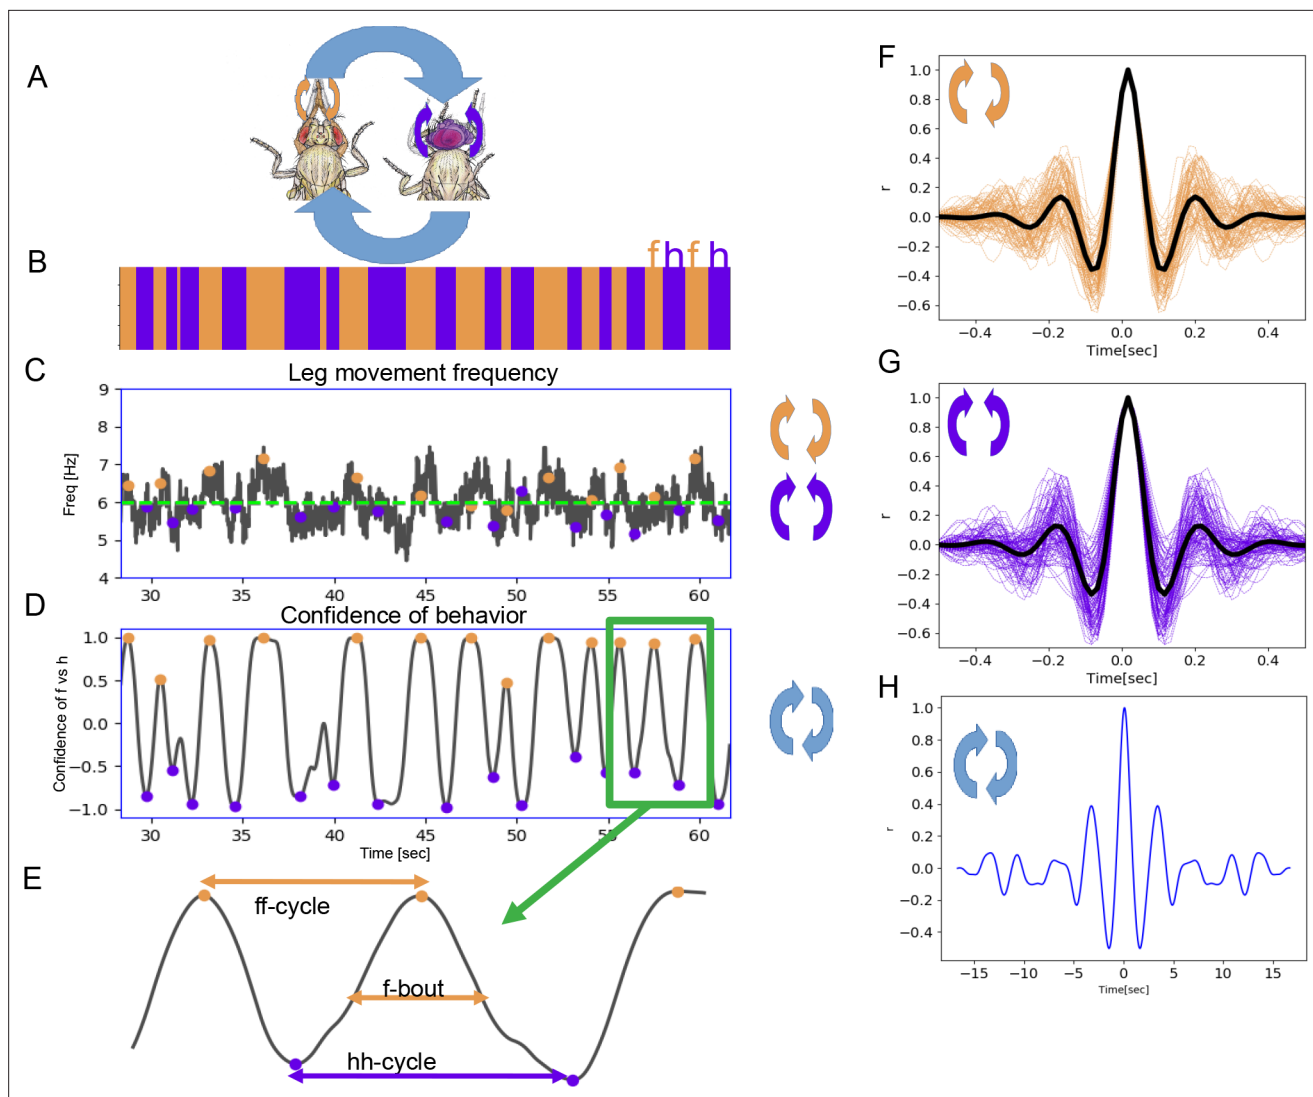 A
B
f h f h
C
Leg movement frequency
Freq [Hz]
9
8
7
6
5
4
30 35 40 45 50 55 60
D
Confidence of behavior
Confidence of f vs h
1.0
0.5
0.0
−0.5
−1.0
30 35 40 45 50 55 60
Time [sec]
E
ff-cycle
f-bout
hh-cycle
F
r
1.0
0.8
0.6
0.4
0.2
0.0
−0.2
−0.4
−0.6
−0.4 −0.2 0.0 0.2 0.4
Time[sec]
G
r
1.0
0.8
0.6
0.4
0.2
0.0
−0.2
−0.4
−0.6
−0.4 −0.2 0.0 0.2 0.4
Time[sec]
H
r
1.0
0.8
0.6
0.4
0.2
0.0
−0.2
−0.4
−15 −10 −5 0 5 10 15
Time[sec]